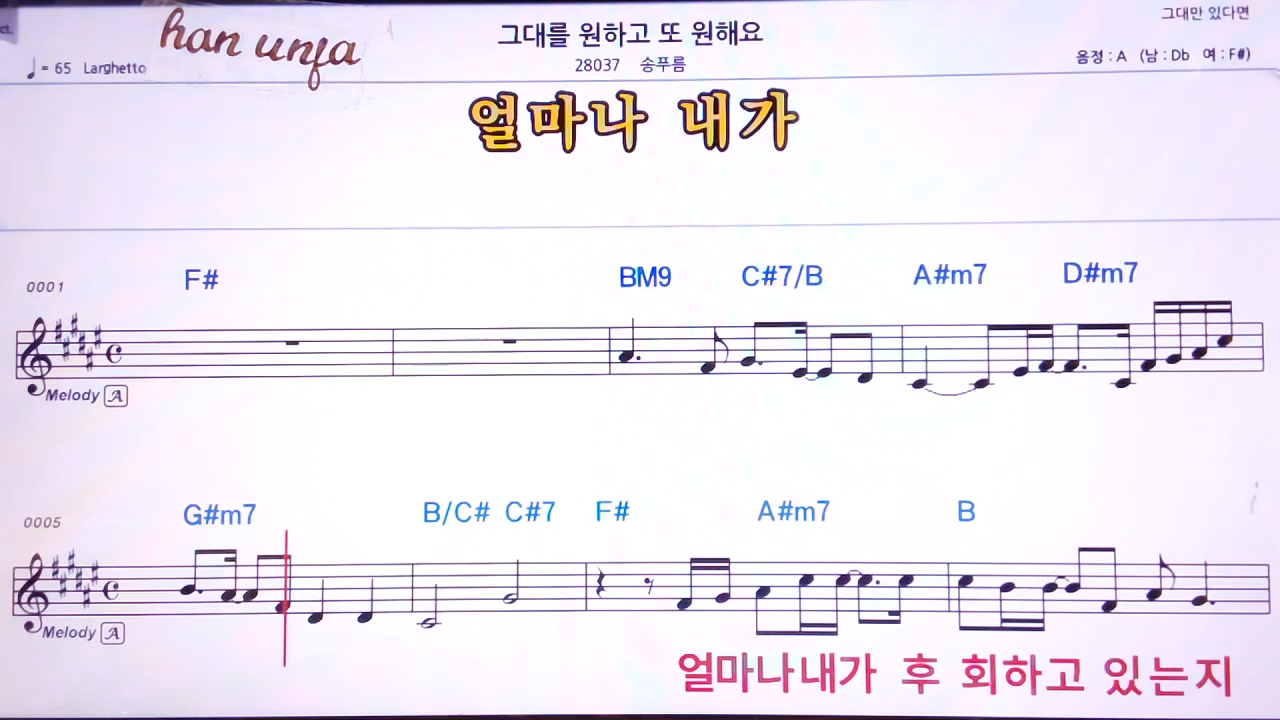 ct.
han unfa
그대를 원하고 또 원해요
그대만 있다면
♩= 65 Larghetto
28037 송푸름
음정 : A (남 : Db 여 : F#)
얼마나 내가
0001
F# BM9 C#7/B A#m7 D#m7
Melody A
0005
G#m7 B/C# C#7 F# A#m7 B
Melody A
얼마나내가 후 회하고 있는지